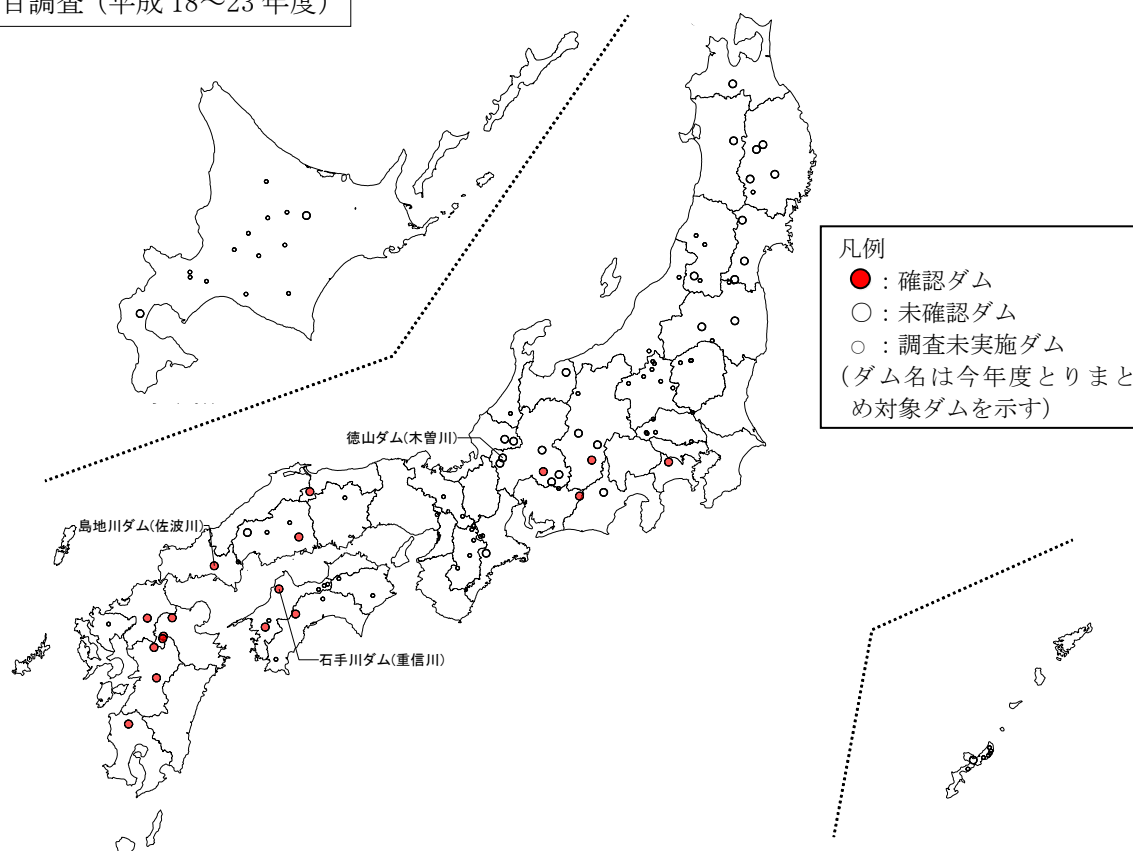 調査（平成 18～23 年度）
凡例
：確認ダム
：未確認ダム
：調査未実施ダム
（ダム名は今年度とりまと
め対象ダムを示す）
徳山ダム(木曽川)
島地川ダム(佐波川)
石手川ダム(重信川)